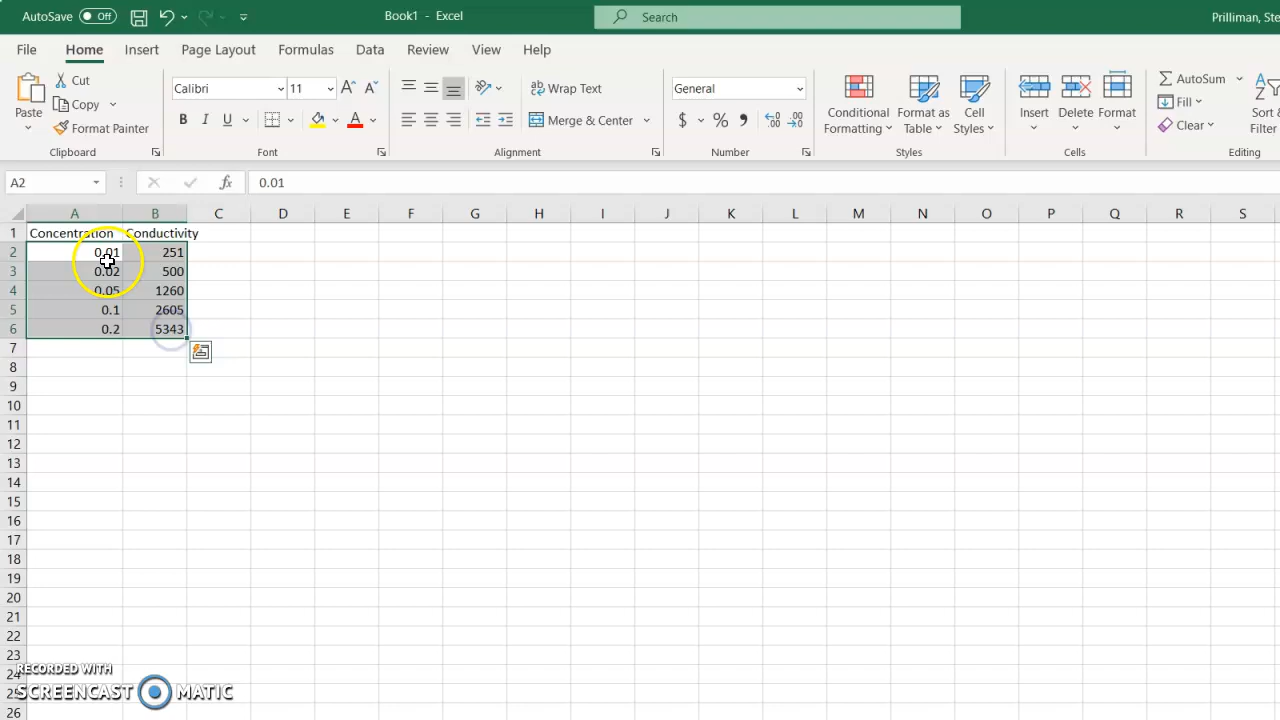 AutoSave Off Book1 - Excel Search Prilliman, Ste
File Home Insert Page Layout Formulas Data Review View Help
Paste Cut Copy Format Painter Clipboard
Calibri 11 A A B I U A Font
Wrap Text Merge & Center Alignment
General $ % Number
Conditional Formatting Format as Table Cell Styles Styles
Insert Delete Format Cells
AutoSum Fill Clear Sort & Filter Editing
A2 fx 0.01
A B C D E F G H I J K L M N O P Q R S
1 Concentration Conductivity
2 0.01 251
3 0.02 500
4 0.05 1260
5 0.1 2605
6 0.2 5343
7
8
9
10
11
12
13
14
15
16
17
18
19
20
21
22
23
24
25
26
RECORDED WITH
SCREENCAST MATIC